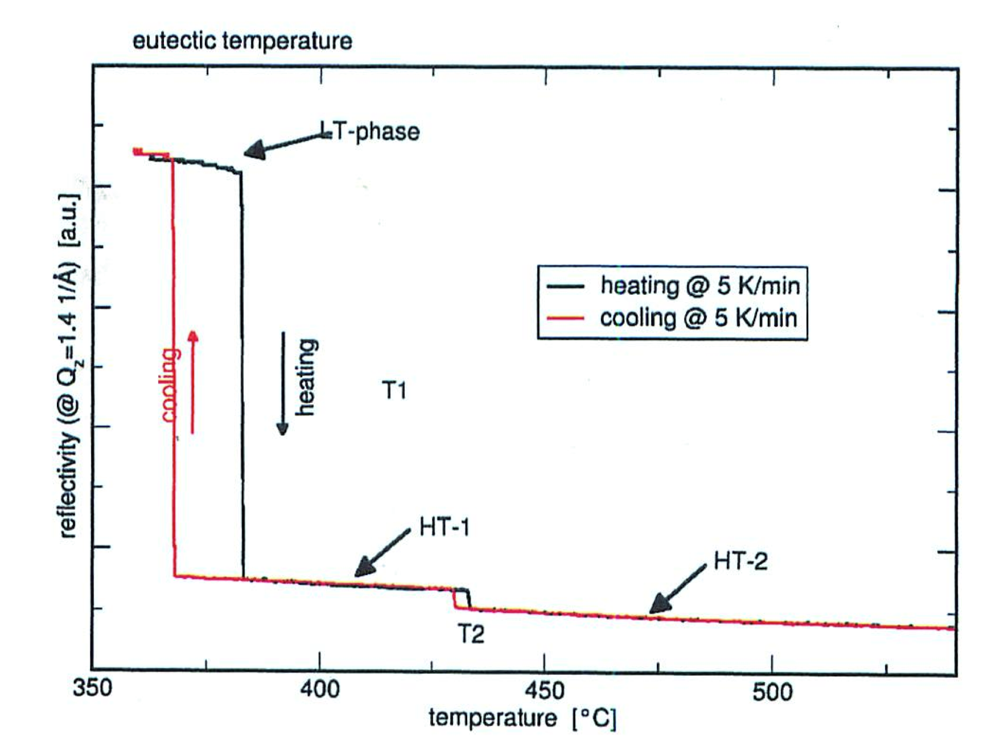 eutectic temperature
LT-phase
reflectivity (@ Qz=1.4 1/Å) [a.u.]
heating @ 5 K/min
cooling @ 5 K/min
cooling
heating
T1
HT-1
HT-2
T2
350
400
450
500
temperature [°C]